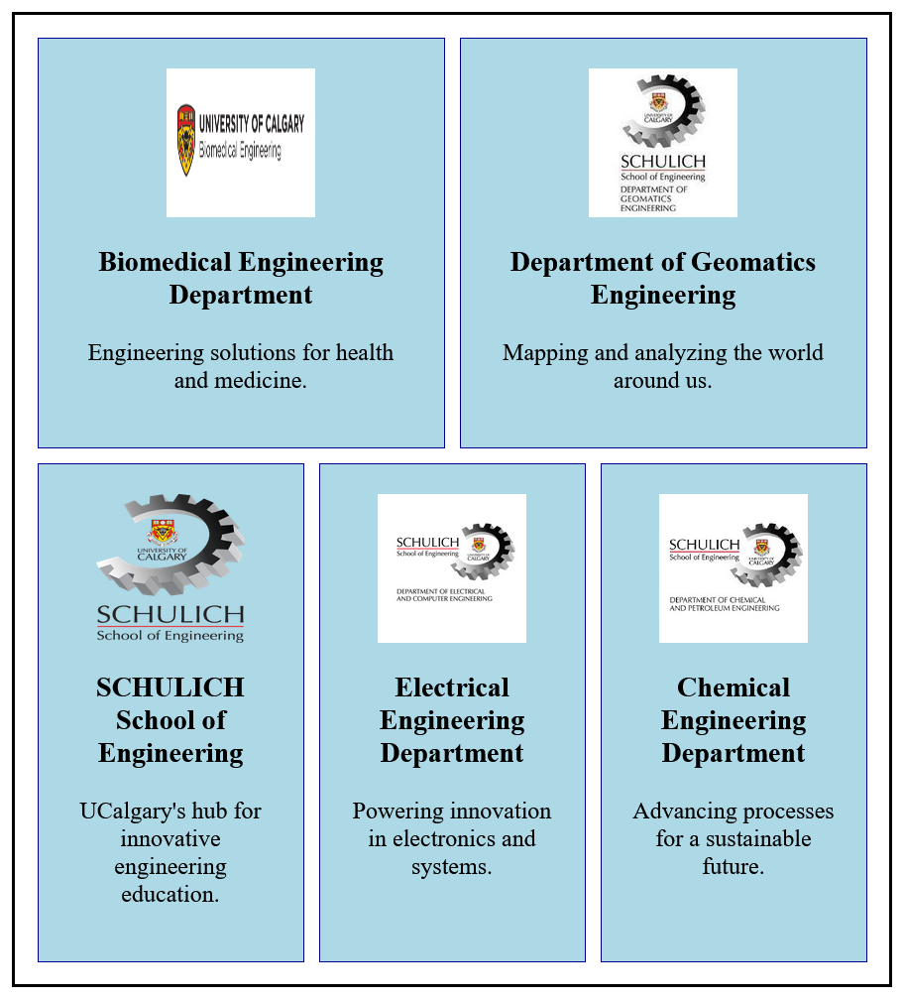 UNIVERSITY OF CALGARY
Biomedical Engineering
Biomedical Engineering
Department
Engineering solutions for health
and medicine.
UNIVERSITY OF
CALGARY
SCHULICH
School of Engineering
DEPARTMENT OF
GEOMATICS
ENGINEERING
Department of Geomatics
Engineering
Mapping and analyzing the world
around us.
UNIVERSITY OF
CALGARY
SCHULICH
School of Engineering
SCHULICH
School of
Engineering
UCalgary's hub for
innovative
engineering
education.
SCHULICH
School of Engineering
UNIVERSITY OF
CALGARY
DEPARTMENT OF ELECTRICAL
AND COMPUTER ENGINEERING
Electrical
Engineering
Department
Powering innovation
in electronics and
systems.
SCHULICH
School of Engineering
UNIVERSITY OF
CALGARY
DEPARTMENT OF CHEMICAL
AND PETROLEUM ENGINEERING
Chemical
Engineering
Department
Advancing processes
for a sustainable
future.